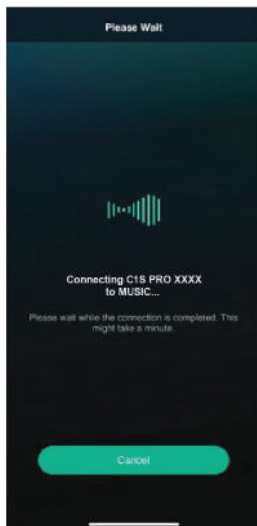 Please Wait
Connecting C1S PRO XXXX
to MUSIC...
Please wait while the connection is completed. This
might take a minute.
Cancel